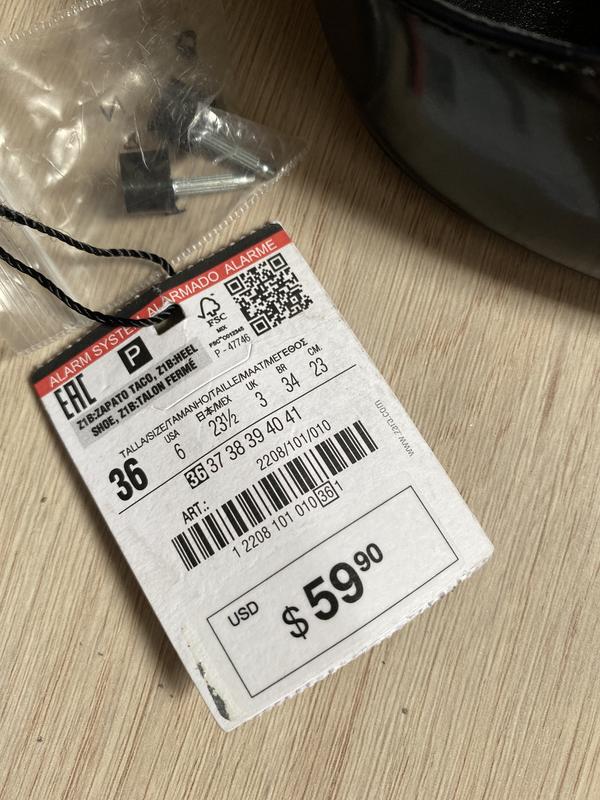 ALARM SYSTEM ALARMADO ALARME
FSC
MIX
FSC™ C012345
P - 47746
P
EAC
Z1B:ZAPATO TACO, Z1B:HEEL
SHOE, Z1B:TALON FERMÉ
TALLA/SIZE/TAMANHO/TAILLE/MAAT/ΜΕΓΕΘΟΣ
USA 日本/MEX UK BR CM.
36 6 23½ 3 34 23
36 37 38 39 40 41
ART.: 2208/101/010
1 2208 101 010 36 1
www.zara.com
USD
$ 59 90